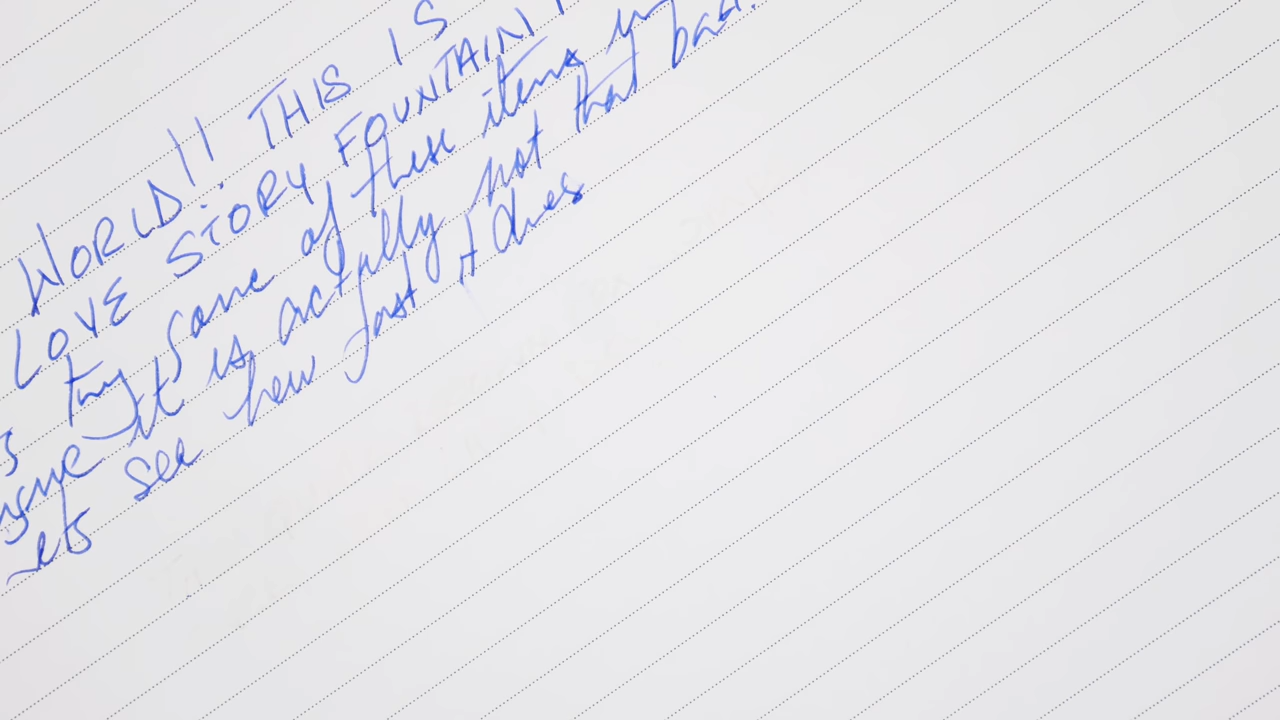 WORLD!! THIS IS
LOVE STORY FOUNTAIN
try some of these items
it is actually not that bad.
lets see how fast it does